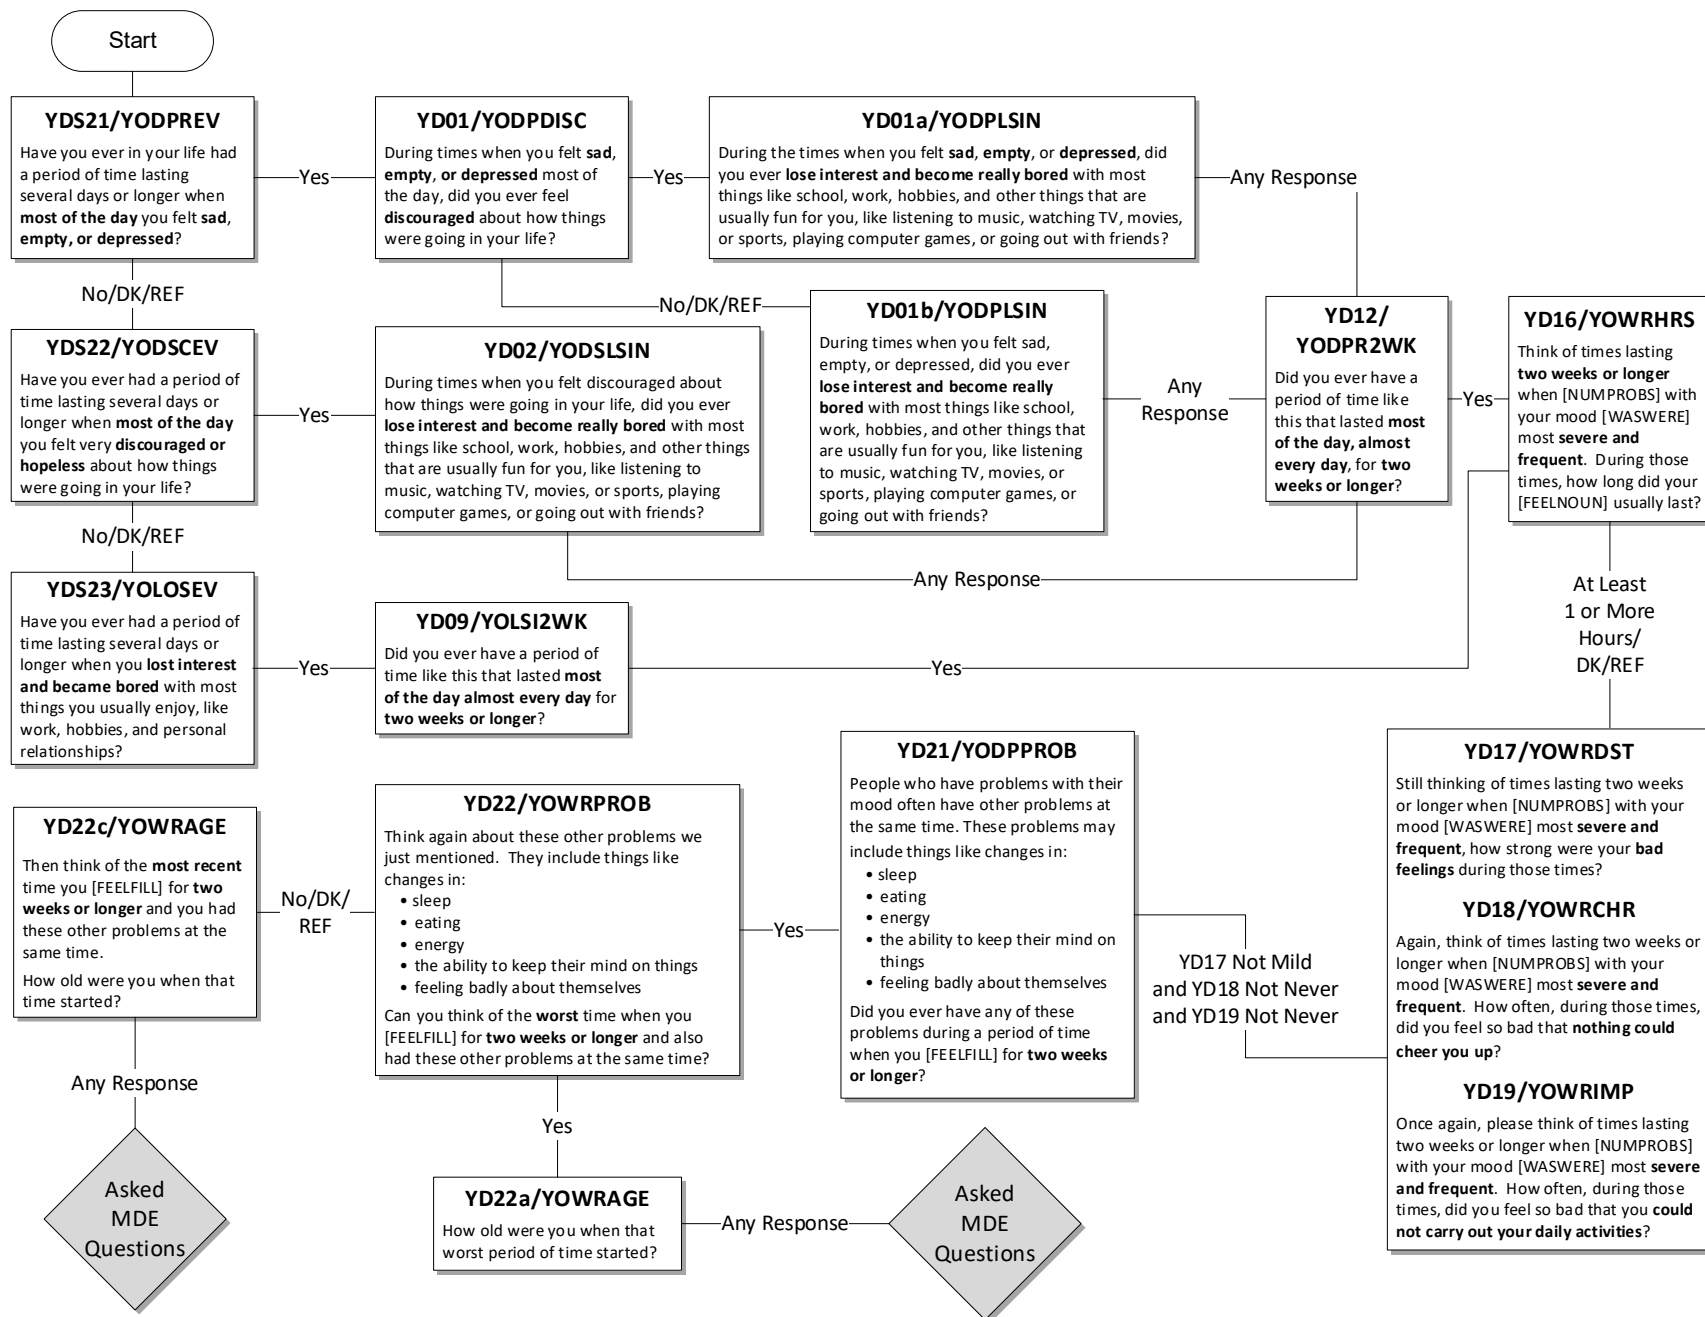 Start
YDS21/YODPREV
Have you ever in your life had
a period of time lasting
several days or longer when
most of the day you felt sad,
empty, or depressed?
Yes
YD01/YODPDISC
During times when you felt sad,
empty, or depressed most of
the day, did you ever feel
discouraged about how things
were going in your life?
Yes
YD01a/YODPLSIN
During the times when you felt sad, empty, or depressed, did
you ever lose interest and become really bored with most
things like school, work, hobbies, and other things that are
usually fun for you, like listening to music, watching TV, movies,
or sports, playing computer games, or going out with friends?
Any Response
No/DK/REF
No/DK/REF
YDS22/YODSCEV
Have you ever had a period of
time lasting several days or
longer when most of the day
you felt very discouraged or
hopeless about how things
were going in your life?
Yes
YD02/YODSLSIN
During times when you felt discouraged about
how things were going in your life, did you ever
lose interest and become really bored with most
things like school, work, hobbies, and other things
that are usually fun for you, like listening to
music, watching TV, movies, or sports, playing
computer games, or going out with friends?
YD01b/YODPLSIN
During times when you felt sad,
empty, or depressed, did you ever
lose interest and become really
bored with most things like school,
work, hobbies, and other things that
are usually fun for you, like listening
to music, watching TV, movies, or
sports, playing computer games, or
going out with friends?
Any
Response
YD12/
YODPR2WK
Did you ever have a
period of time like
this that lasted most
of the day, almost
every day, for two
weeks or longer?
Yes
YD16/YOWRHRS
Think of times lasting
two weeks or longer
when [NUMPROBS] with
your mood [WASWERE]
most severe and
frequent. During those
times, how long did your
[FEELNOUN] usually last?
No/DK/REF
Any Response
At Least
1 or More
Hours/
DK/REF
YDS23/YOLOSEV
Have you ever had a period of
time lasting several days or
longer when you lost interest
and became bored with most
things you usually enjoy, like
work, hobbies, and personal
relationships?
Yes
YD09/YOLSI2WK
Did you ever have a period of
time like this that lasted most
of the day almost every day for
two weeks or longer?
Yes
YD17/YOWRDST
Still thinking of times lasting two weeks
or longer when [NUMPROBS] with your
mood [WASWERE] most severe and
frequent, how strong were your bad
feelings during those times?
YD18/YOWRCHR
Again, think of times lasting two weeks or
longer when [NUMPROBS] with your
mood [WASWERE] most severe and
frequent. How often, during those times,
did you feel so bad that nothing could
cheer you up?
YD19/YOWRIMP
Once again, please think of times lasting
two weeks or longer when [NUMPROBS]
with your mood [WASWERE] most severe
and frequent. How often, during those
times, did you feel so bad that you could
not carry out your daily activities?
YD17 Not Mild
and YD18 Not Never
and YD19 Not Never
YD21/YODPPROB
People who have problems with their
mood often have other problems at
the same time. These problems may
include things like changes in:
• sleep
• eating
• energy
• the ability to keep their mind on
things
• feeling badly about themselves
Did you ever have any of these
problems during a period of time
when you [FEELFILL] for two weeks
or longer?
Yes
YD22/YOWRPROB
Think again about these other problems we
just mentioned. They include things like
changes in:
• sleep
• eating
• energy
• the ability to keep their mind on things
• feeling badly about themselves
Can you think of the worst time when you
[FEELFILL] for two weeks or longer and also
had these other problems at the same time?
No/DK/
REF
YD22c/YOWRAGE
Then think of the most recent
time you [FEELFILL] for two
weeks or longer and you had
these other problems at the
same time.
How old were you when that
time started?
Any Response
Asked
MDE
Questions
Yes
YD22a/YOWRAGE
How old were you when that
worst period of time started?
Any Response
Asked
MDE
Questions